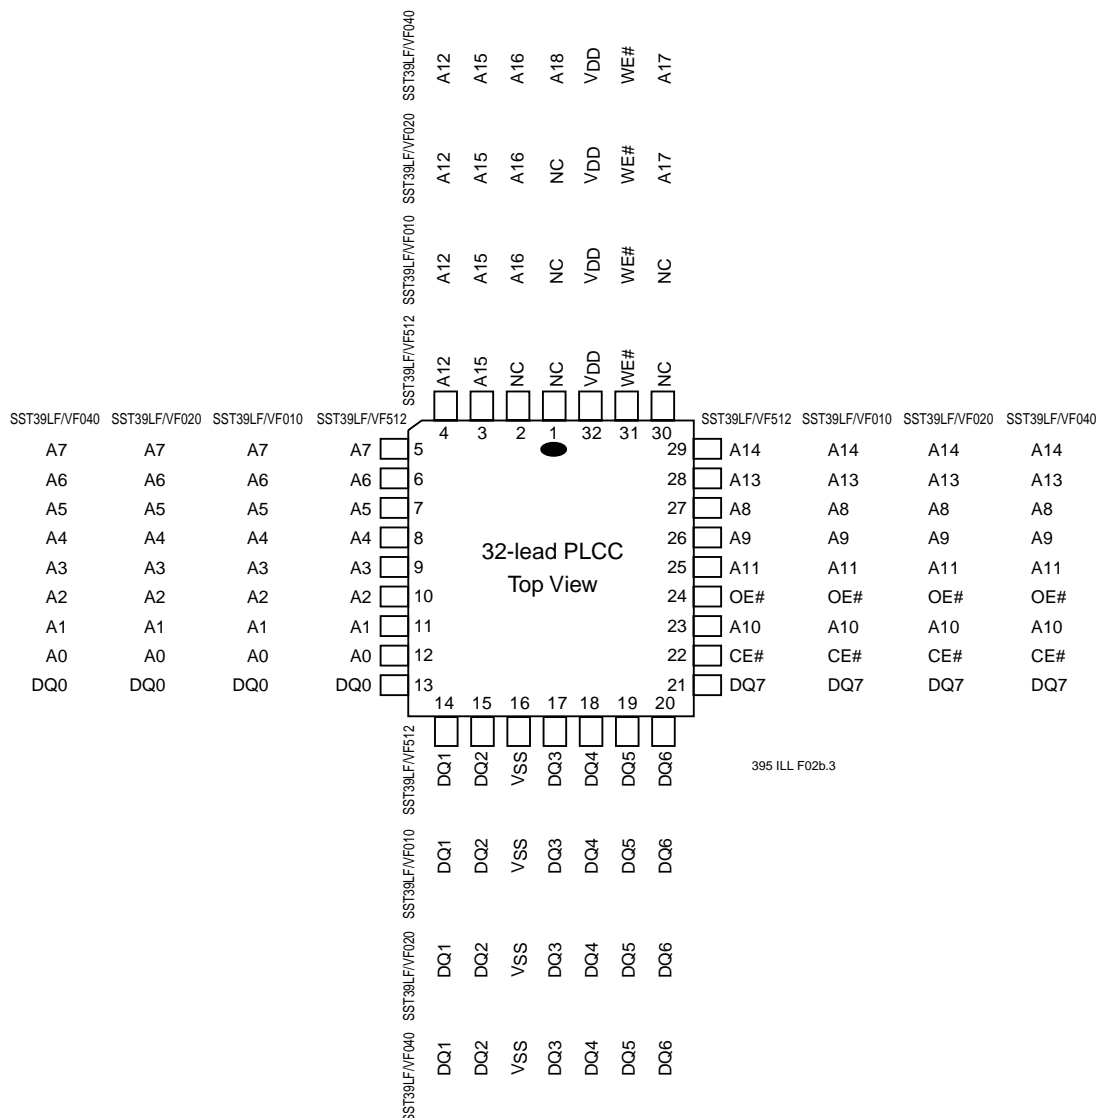 SST39LF/VF040 A12 A15 A16 A18 VDD WE# A17
SST39LF/VF020 A12 A15 A16 NC VDD WE# A17
SST39LF/VF010 A12 A15 A16 NC VDD WE# NC
SST39LF/VF512 A12 A15 NC NC VDD WE# NC
SST39LF/VF040 SST39LF/VF020 SST39LF/VF010 SST39LF/VF512 4 3 2 1 32 31 30 SST39LF/VF512 SST39LF/VF010 SST39LF/VF020 SST39LF/VF040
A7 A7 A7 A7 5 29 A14 A14 A14 A14
A6 A6 A6 A6 6 28 A13 A13 A13 A13
A5 A5 A5 A5 7 27 A8 A8 A8 A8
A4 A4 A4 A4 8 26 A9 A9 A9 A9
32-lead PLCC
A3 A3 A3 A3 9 25 A11 A11 A11 A11
Top View
A2 A2 A2 A2 10 24 OE# OE# OE# OE#
A1 A1 A1 A1 11 23 A10 A10 A10 A10
A0 A0 A0 A0 12 22 CE# CE# CE# CE#
DQ0 DQ0 DQ0 DQ0 13 21 DQ7 DQ7 DQ7 DQ7
14 15 16 17 18 19 20
SST39LF/VF512 DQ1 DQ2 VSS DQ3 DQ4 DQ5 DQ6
395 ILL F02b.3
SST39LF/VF010 DQ1 DQ2 VSS DQ3 DQ4 DQ5 DQ6
SST39LF/VF020 DQ1 DQ2 VSS DQ3 DQ4 DQ5 DQ6
SST39LF/VF040 DQ1 DQ2 VSS DQ3 DQ4 DQ5 DQ6